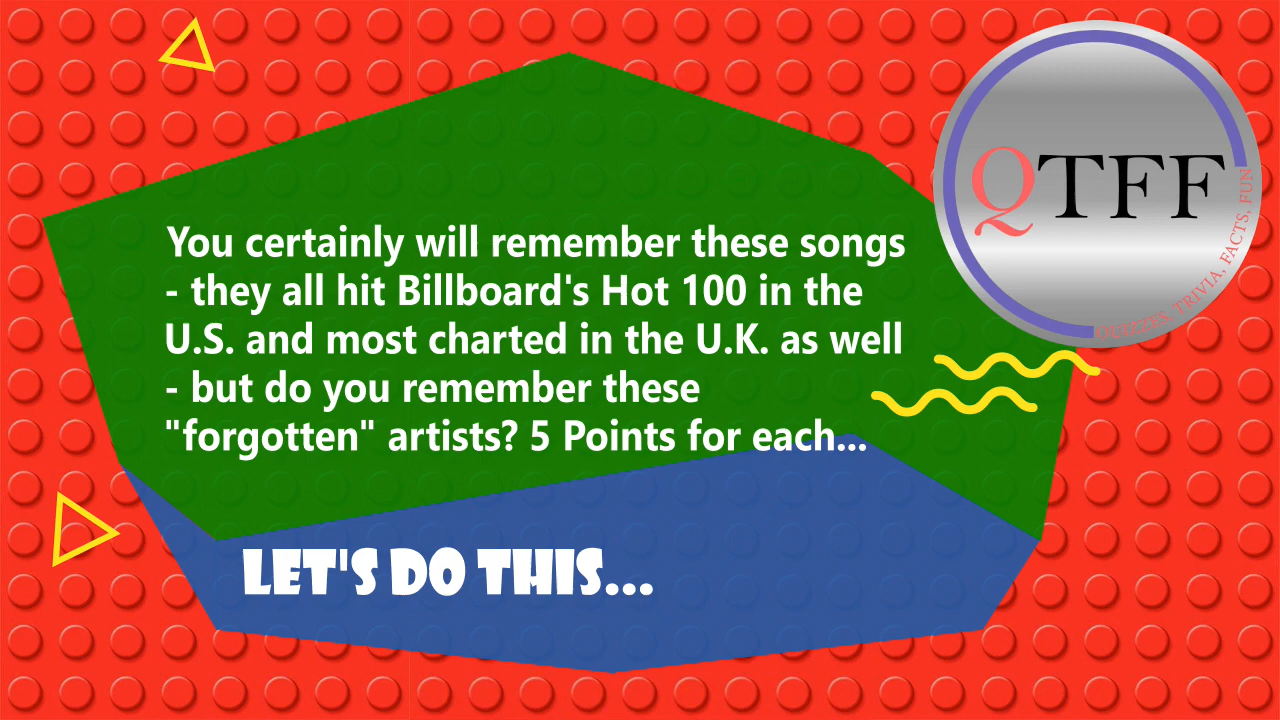 QTFF
QUIZZES, TRIVIA, FACTS, FUN
You certainly will remember these songs
- they all hit Billboard's Hot 100 in the
U.S. and most charted in the U.K. as well
- but do you remember these
"forgotten" artists? 5 Points for each...
LET'S DO THIS...